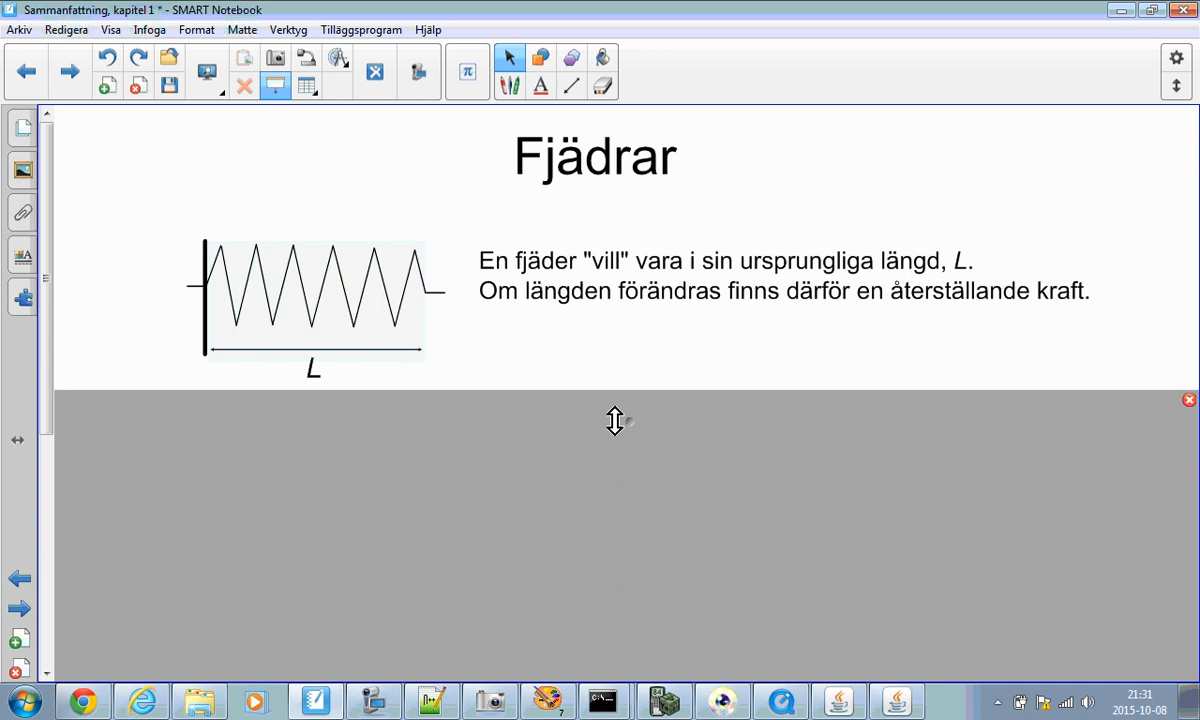 Sammanfattning, kapitel 1 * - SMART Notebook
Arkiv Redigera Visa Infoga Format Matte Verktyg Tilläggsprogram Hjälp
π
A
Fjädrar
En fjäder "vill" vara i sin ursprungliga längd, L.
Om längden förändras finns därför en återställande kraft.
L
21:31
2015-10-08